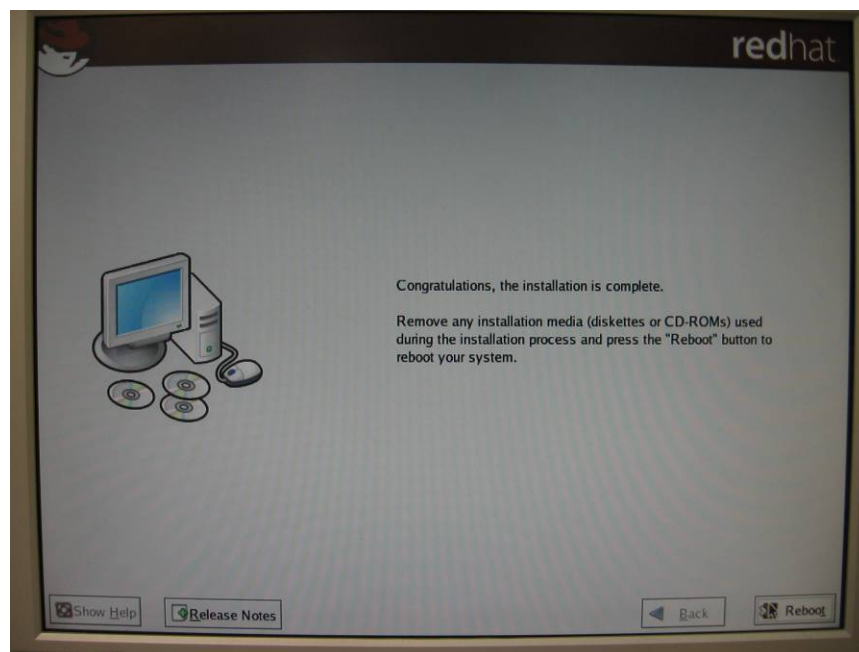 redhat
Congratulations, the installation is complete.
Remove any installation media (diskettes or CD-ROMs) used
during the installation process and press the "Reboot" button to
reboot your system.
Show Help
Release Notes
Back
Reboot